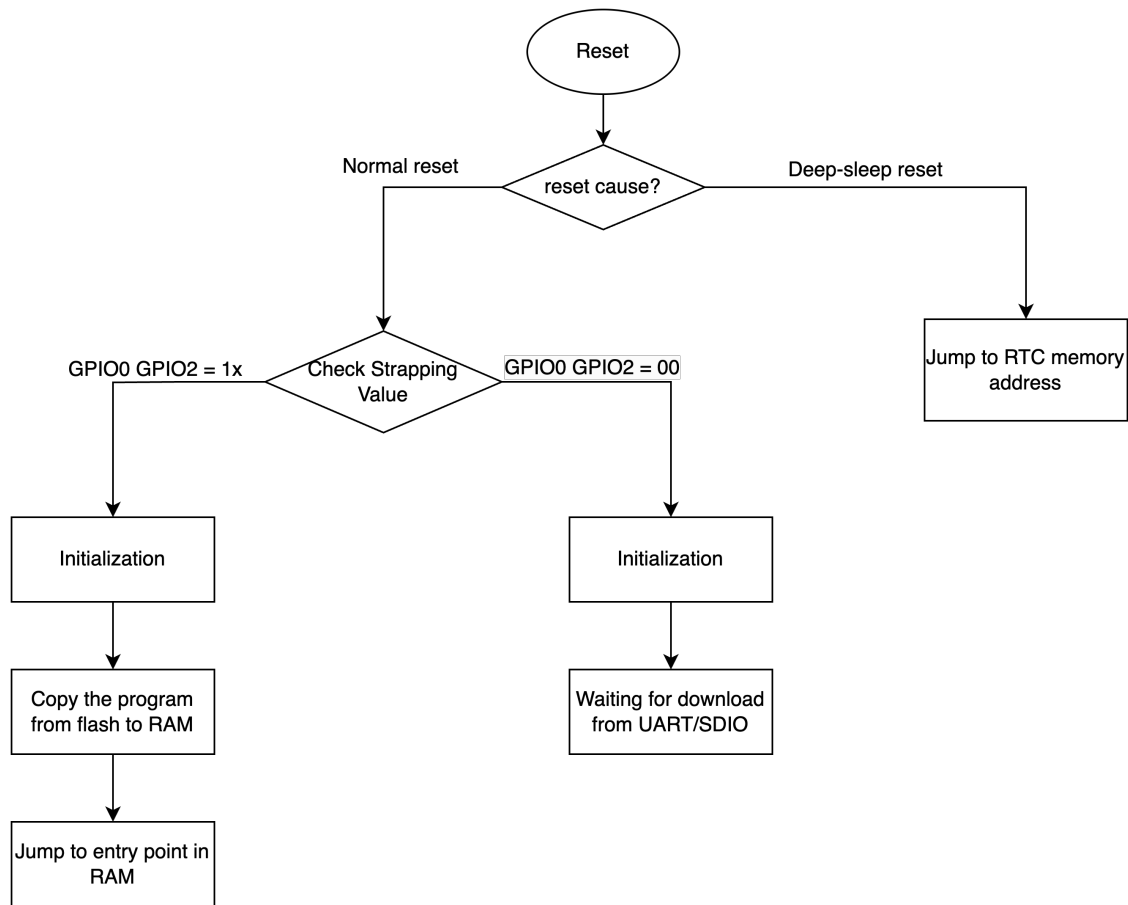 Reset
Normal reset
reset cause?
Deep-sleep reset
GPIO0 GPIO2 = 1x
Check Strapping
Value
GPIO0 GPIO2 = 00
Jump to RTC memory
address
Initialization
Initialization
Copy the program
from flash to RAM
Waiting for download
from UART/SDIO
Jump to entry point in
RAM